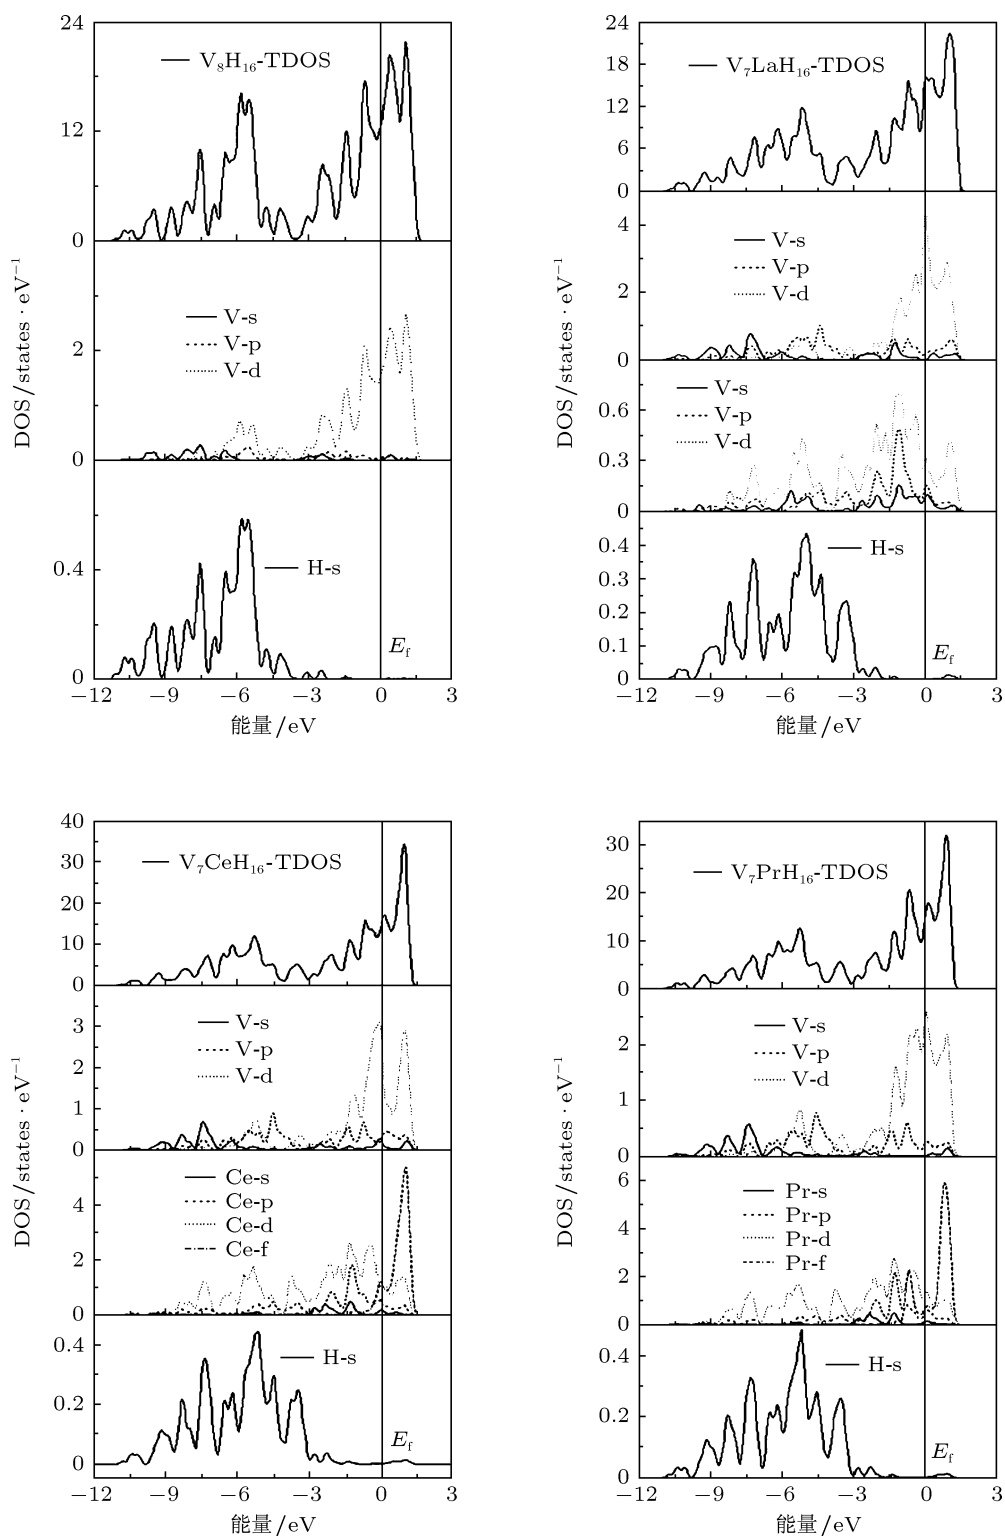 24
12
0
V₈H₁₆-TDOS
2
0
V-s
V-p
V-d
0.4
0
H-s
E_f
DOS/states·eV⁻¹
−12 −9 −6 −3 0 3
能量/eV
24
18
12
6
0
V₇LaH₁₆-TDOS
4
2
0
V-s
V-p
V-d
0.6
0.3
0
V-s
V-p
V-d
0.4
0.3
0.2
0.1
0
H-s
E_f
DOS/states·eV⁻¹
−12 −9 −6 −3 0 3
能量/eV
40
30
20
10
0
V₇CeH₁₆-TDOS
3
2
1
0
V-s
V-p
V-d
4
2
0
Ce-s
Ce-p
Ce-d
Ce-f
0.4
0.2
0
H-s
E_f
DOS/states·eV⁻¹
−12 −9 −6 −3 0 3
能量/eV
30
20
10
0
V₇PrH₁₆-TDOS
2
1
0
V-s
V-p
V-d
6
4
2
0
Pr-s
Pr-p
Pr-d
Pr-f
0.4
0.2
0
H-s
E_f
DOS/states·eV⁻¹
−12 −9 −6 −3 0 3
能量/eV